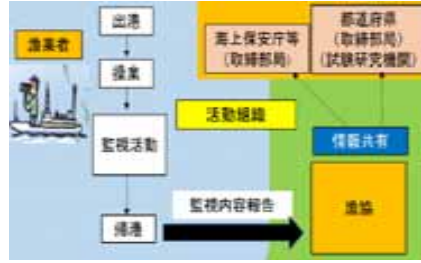 出港
漁業者
操業
監視活動
帰港
活動組織
監視内容報告
海上保安庁等
(取締部局)
都道府県
(取締部局)
(試験研究機関)
情報共有
漁協